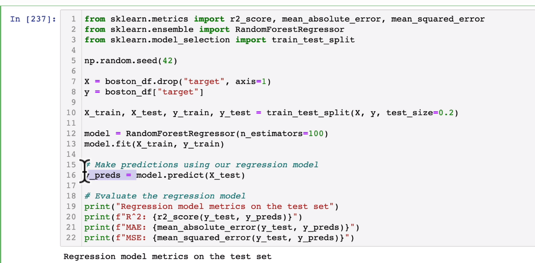 In [237]:
1 from sklearn.metrics import r2_score, mean_absolute_error, mean_squared_error
2 from sklearn.ensemble import RandomForestRegressor
3 from sklearn.model_selection import train_test_split
4
5 np.random.seed(42)
6
7 X = boston_df.drop("target", axis=1)
8 y = boston_df["target"]
9
10 X_train, X_test, y_train, y_test = train_test_split(X, y, test_size=0.2)
11
12 model = RandomForestRegressor(n_estimators=100)
13 model.fit(X_train, y_train)
14
15 # Make predictions using our regression model
16 y_preds = model.predict(X_test)
17
18 # Evaluate the regression model
19 print("Regression model metrics on the test set")
20 print(f"R^2: {r2_score(y_test, y_preds)}")
21 print(f"MAE: {mean_absolute_error(y_test, y_preds)}")
22 print(f"MSE: {mean_squared_error(y_test, y_preds)}")
Regression model metrics on the test set